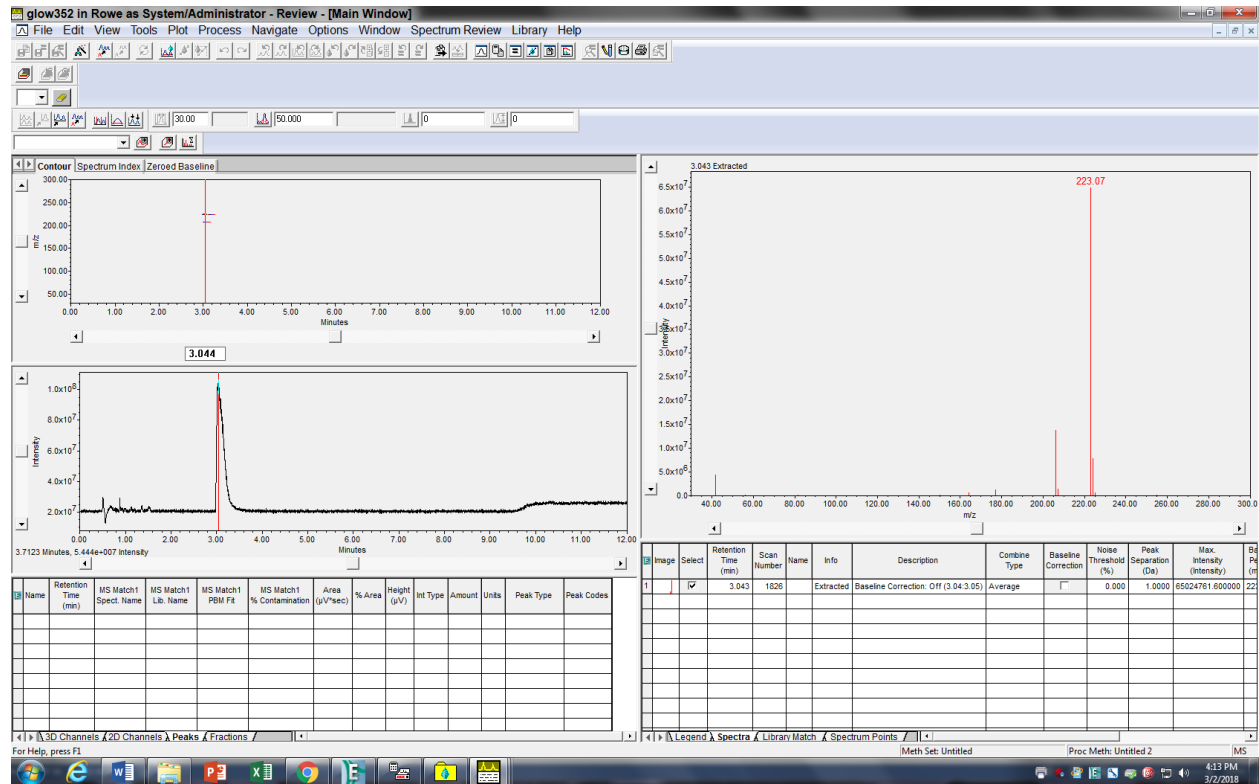 glow352 in Rowe as System/Administrator - Review - [Main Window]
File Edit View Tools Plot Process Navigate Options Window Spectrum Review Library Help
30.00 50.000 0 0
Contour Spectrum Index Zeroed Baseline
300.00
250.00
200.00
150.00
100.00
50.00
m/z
0.00 1.00 2.00 3.00 4.00 5.00 6.00 7.00 8.00 9.00 10.00 11.00 12.00
Minutes
3.044
1.0x10^8
8.0x10^7
6.0x10^7
4.0x10^7
2.0x10^7
Intensity
0.00 1.00 2.00 3.00 4.00 5.00 6.00 7.00 8.00 9.00 10.00 11.00 12.00
3.7123 Minutes, 5.444e+007 Intensity
Minutes
Name Retention Time (min) MS Match1 Spect. Name MS Match1 Lib. Name MS Match1 PBM Fit MS Match1 % Contamination Area (µV*sec) % Area Height (µV) Int Type Amount Units Peak Type Peak Codes
3D Channels 2D Channels Peaks Fractions
3.043 Extracted
223.07
6.5x10^7
6.0x10^7
5.5x10^7
5.0x10^7
4.5x10^7
4.0x10^7
3.5x10^7
3.0x10^7
2.5x10^7
2.0x10^7
1.5x10^7
1.0x10^7
5.0x10^6
0.0
Intensity
40.00 60.00 80.00 100.00 120.00 140.00 160.00 180.00 200.00 220.00 240.00 260.00 280.00 300.0
m/z
Image Select Retention Time (min) Scan Number Name Info Description Combine Type Baseline Correction Noise Threshold (%) Peak Separation (Da) Max. Intensity (Intensity)
1 3.043 1826 Extracted Baseline Correction: Off (3.04:3.05) Average 0.000 1.0000 65024761.600000
Legend Spectra Library Match Spectrum Points
For Help, press F1
Meth Set: Untitled Proc Meth: Untitled 2 MS
4:13 PM
3/2/2018